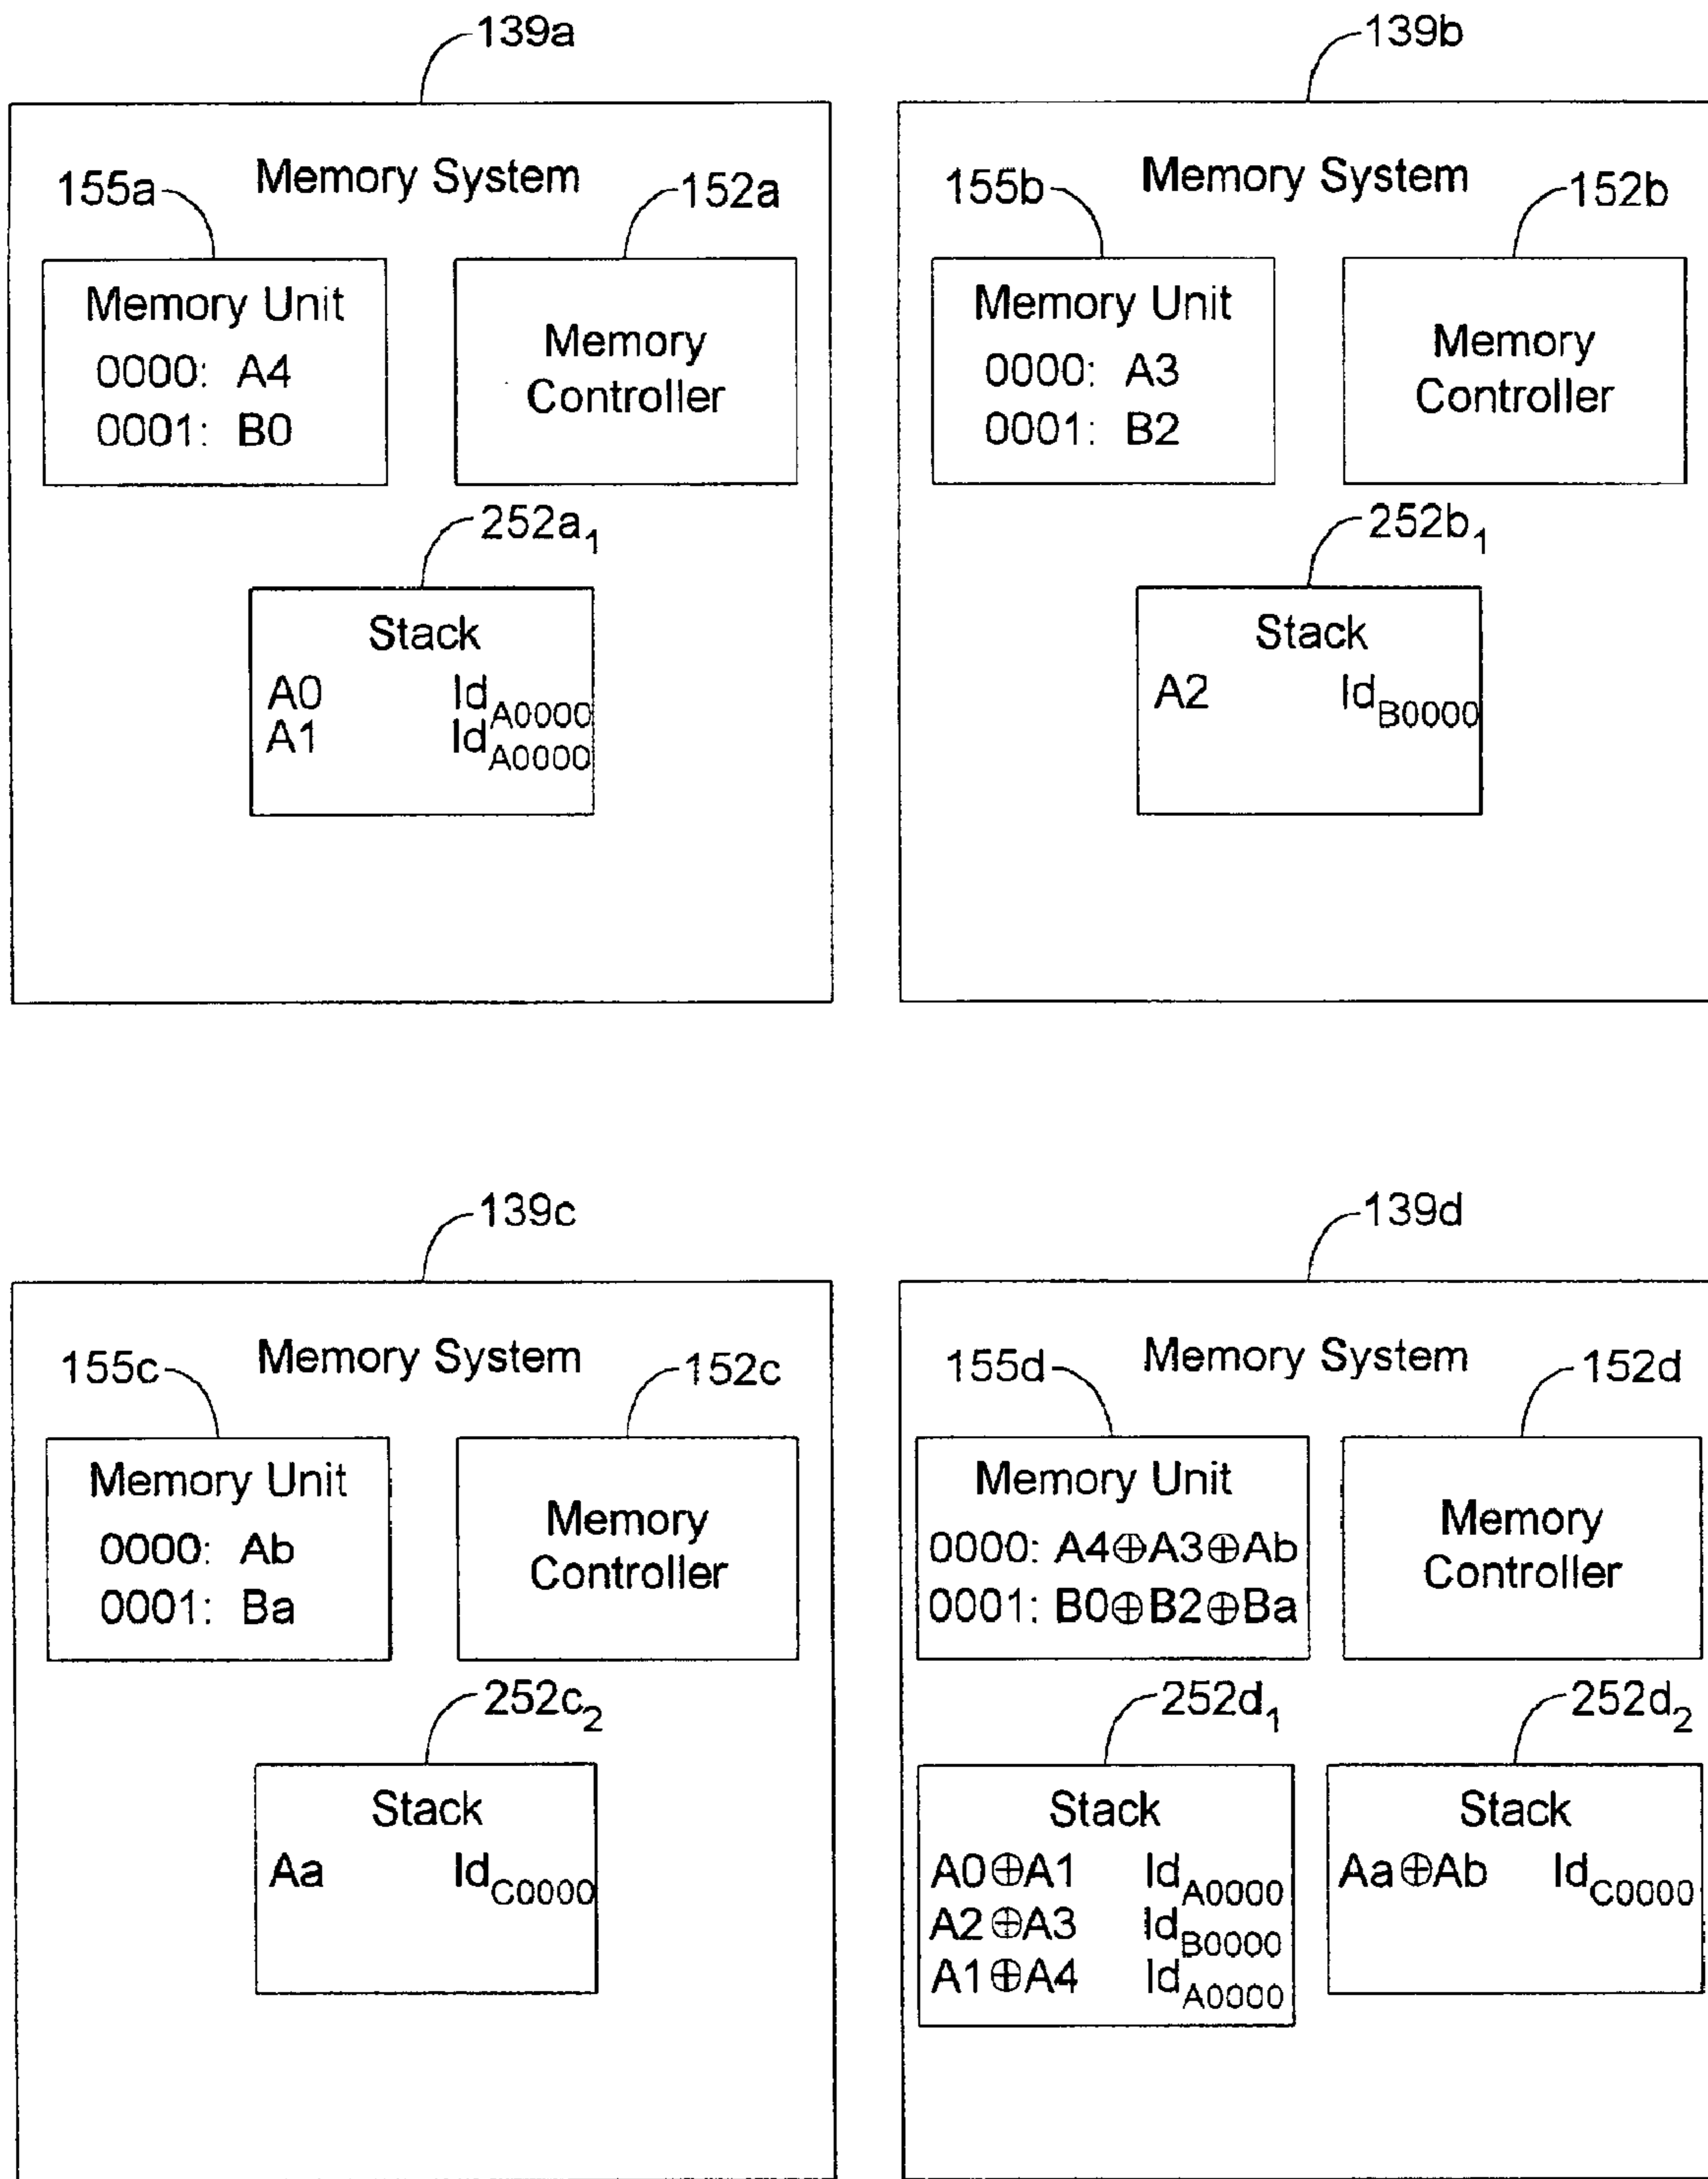 139a
139b
Memory System
155a
152a
Memory Unit
0000: A4
0001: B0
Memory
Controller
252a1
Stack
A0 IdA0000
A1 IdA0000
Memory System
155b
152b
Memory Unit
0000: A3
0001: B2
Memory
Controller
252b1
Stack
A2 IdB0000
139c
139d
Memory System
155c
152c
Memory Unit
0000: Ab
0001: Ba
Memory
Controller
252c2
Stack
Aa IdC0000
Memory System
155d
152d
Memory Unit
0000: A4⊕A3⊕Ab
0001: B0⊕B2⊕Ba
Memory
Controller
252d1
252d2
Stack
A0⊕A1 IdA0000
A2⊕A3 IdB0000
A1⊕A4 IdA0000
Stack
Aa⊕Ab IdC0000